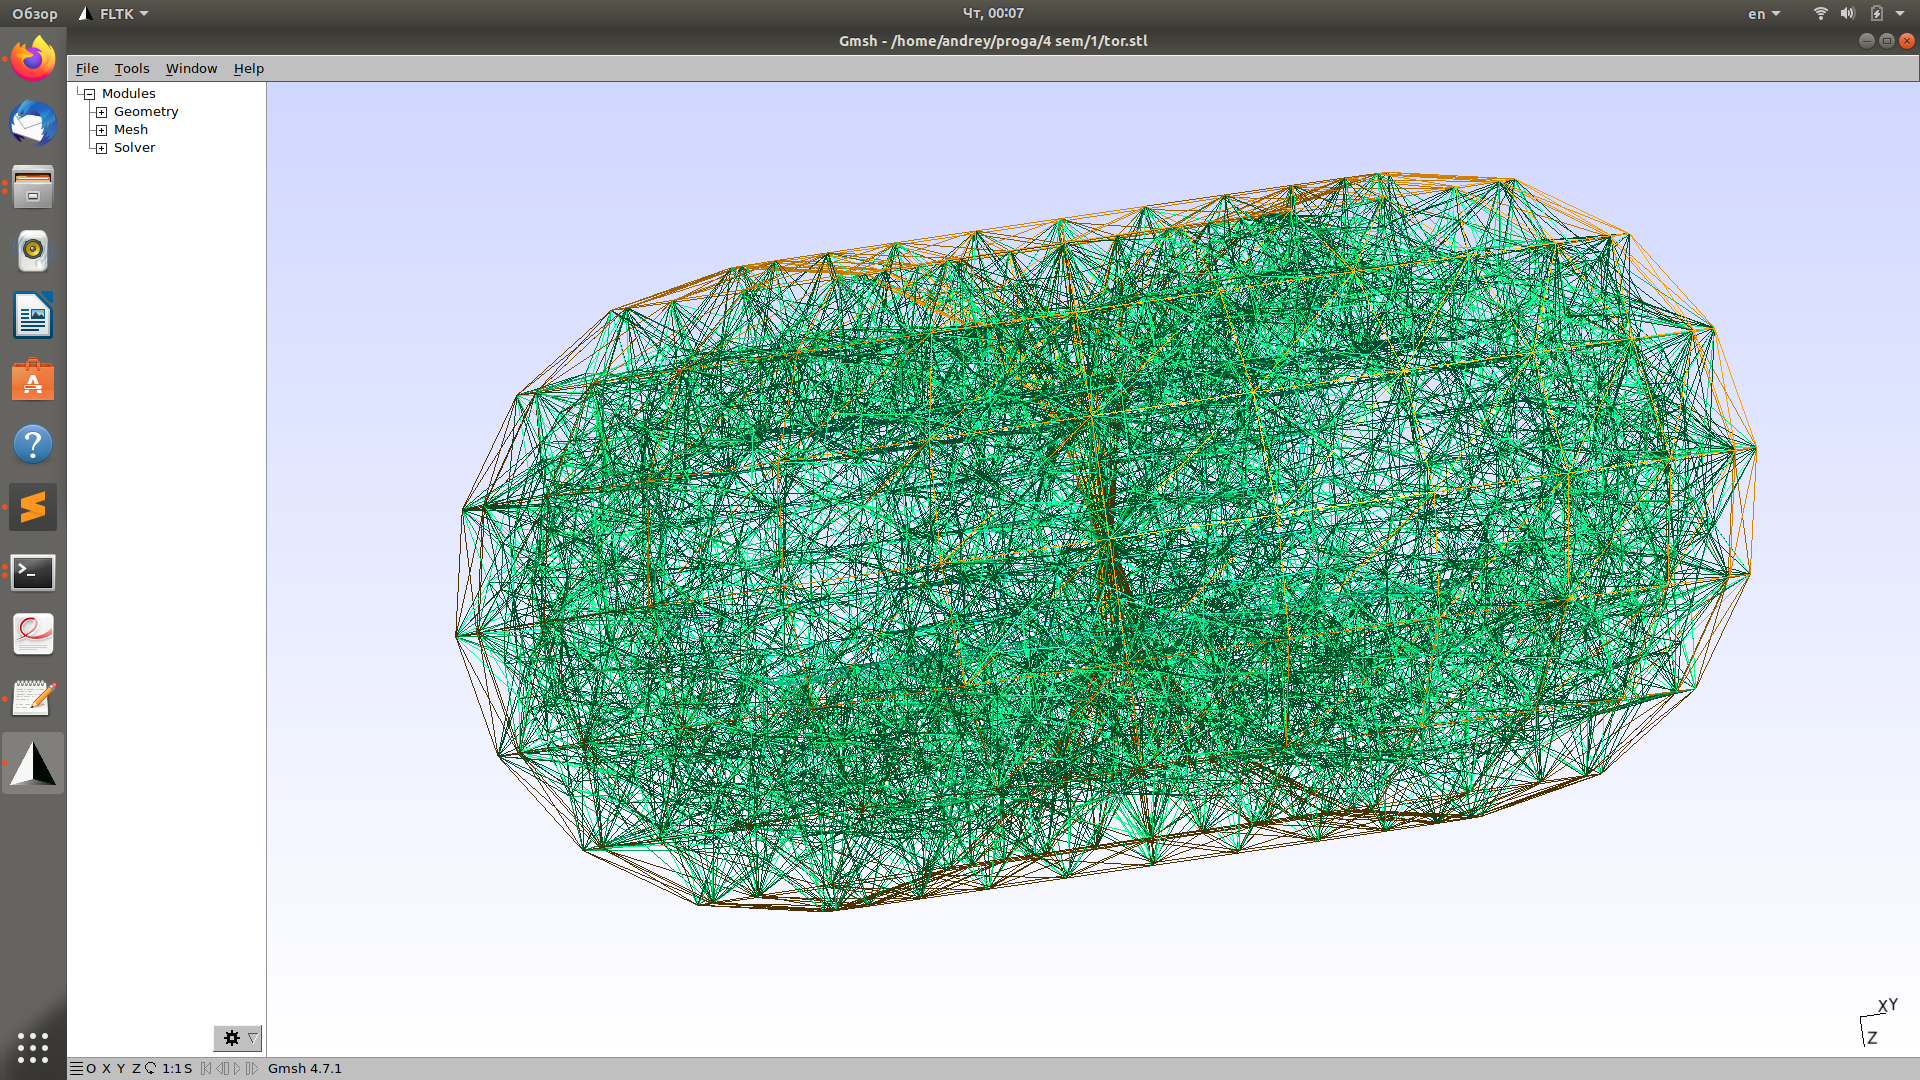 Обзор FLTK Чт, 00:07 en
Gmsh - /home/andrey/proga/4 sem/1/tor.stl
File Tools Window Help
Modules
Geometry
Mesh
Solver
X Y
Z
O X Y Z 1:1 S Gmsh 4.7.1